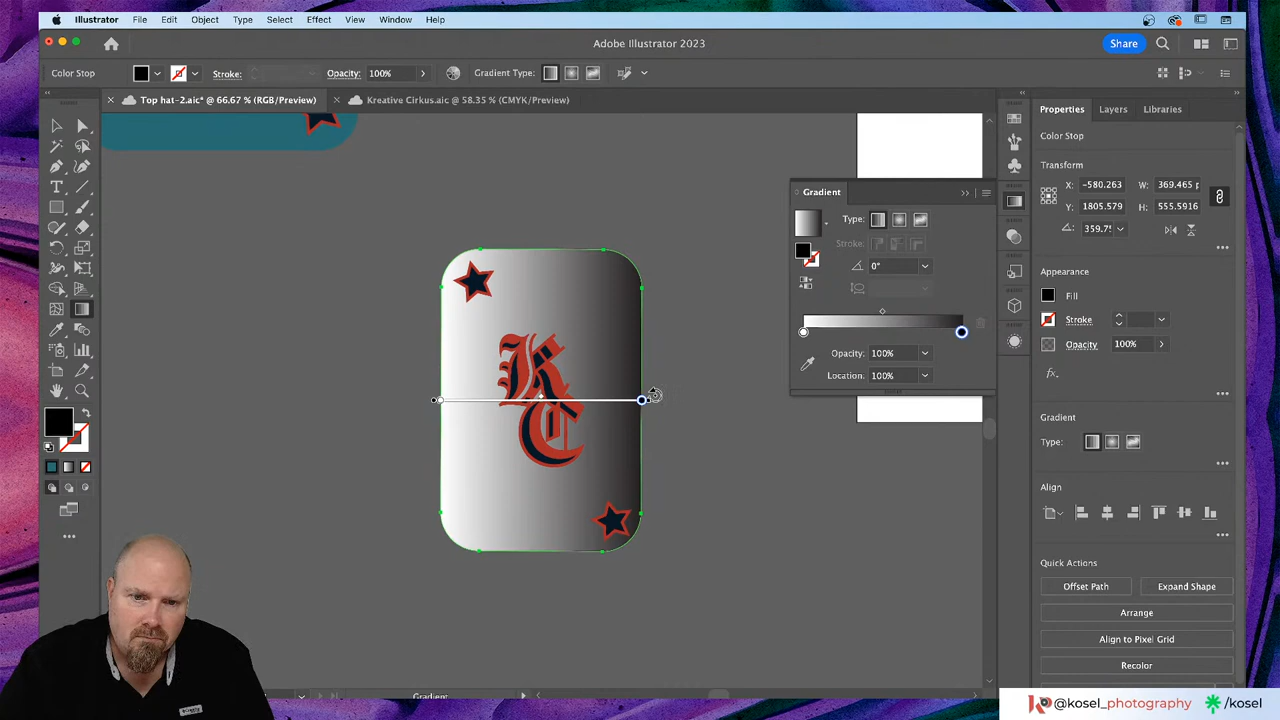 Illustrator File Edit Object Type Select Effect View Window Help
Adobe Illustrator 2023
Share
Color Stop
Stroke:
Opacity: 100%
Gradient Type:
Top hat-2.aic* @ 66.67 % (RGB/Preview)
Kreative Cirkus.aic @ 58.35 % (CMYK/Preview)
Properties Layers Libraries
Color Stop
Transform
X: -580.263
W: 369.465 p
Y: 1805.579
H: 555.5916
359.75
Appearance
Fill
Stroke
Opacity 100%
fx.
Gradient
Type:
Align
Quick Actions
Offset Path Expand Shape
Arrange
Align to Pixel Grid
Recolor
Gradient
Type:
Stroke:
0°
Opacity: 100%
Location: 100%
K
C
Gradient
@kosel_photography
/kosel